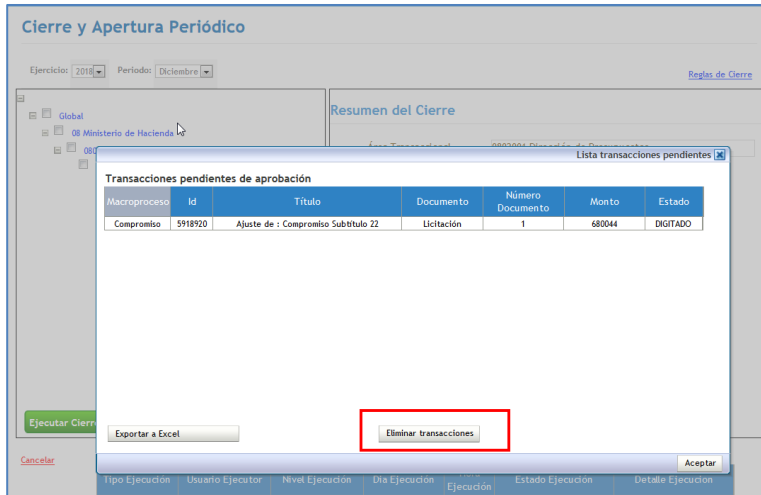 Cierre y Apertura Periódico
Ejercicio: 2018 Periodo: Diciembre
Reglas de Cierre
Global
08 Ministerio de Hacienda
080
Resumen del Cierre
Lista transacciones pendientes
Transacciones pendientes de aprobación
Macroproceso Id Título Documento Número Documento Monto Estado
Compromiso 5918920 Ajuste de : Compromiso Subtítulo 22 Licitación 1 680044 DIGITADO
Ejecutar Cierre
Exportar a Excel
Eliminar transacciones
Cancelar
Aceptar
Tipo Ejecución Usuario Ejecutor Nivel Ejecución Día Ejecución Ejecución Estado Ejecución Detalle Ejecución